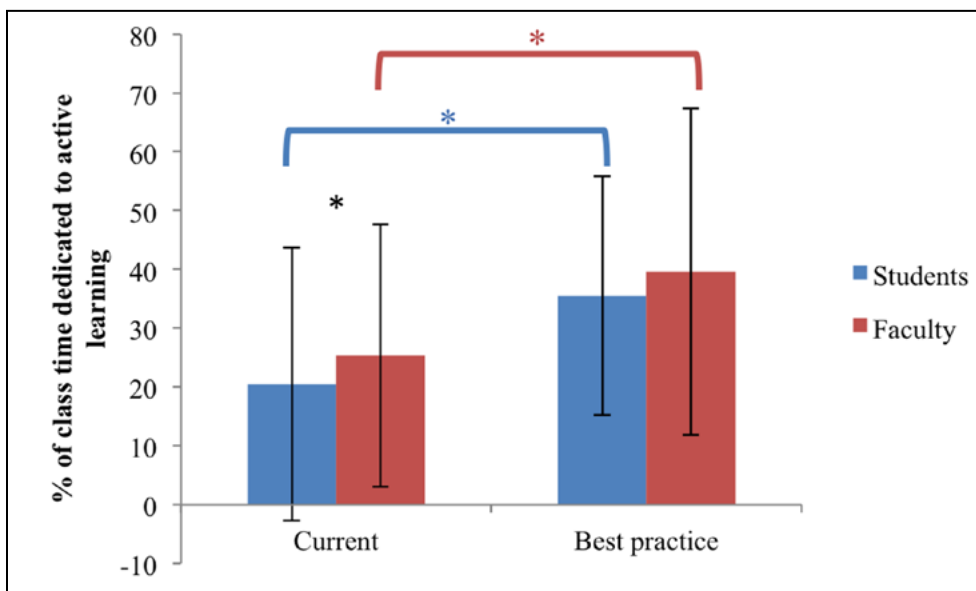 % of class time dedicated to active
learning
80
70
60
50
40
30
20
10
0
-10
*
*
*
Current
Best practice
Students
Faculty